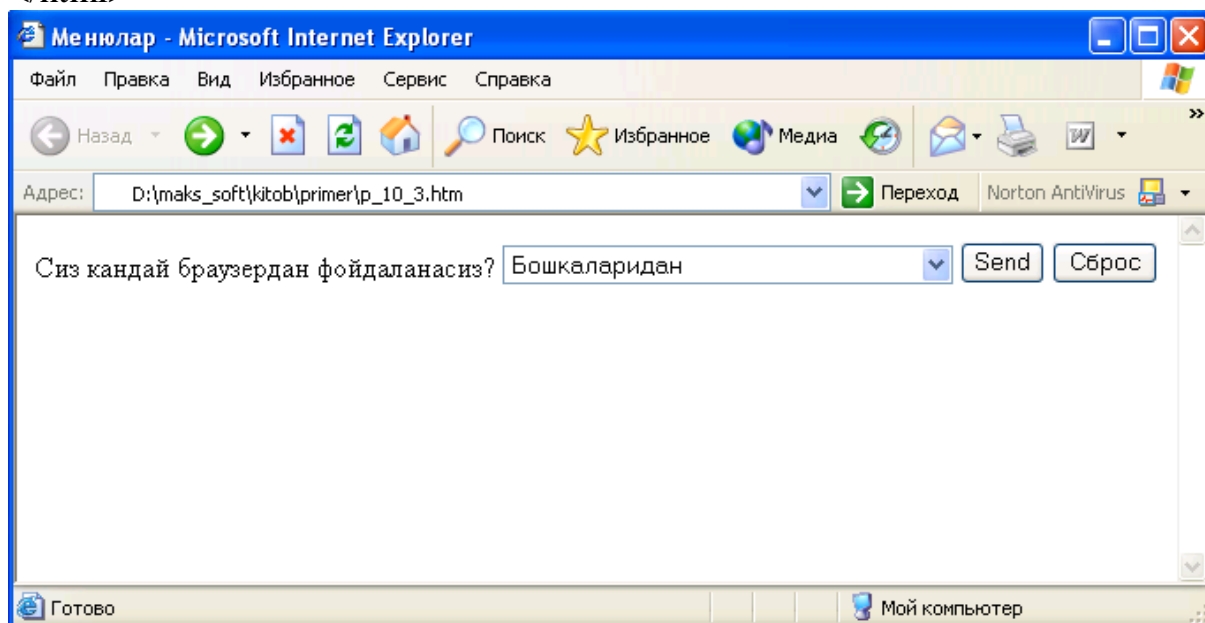 Менюлар - Microsoft Internet Explorer
Файл Правка Вид Избранное Сервис Справка
Назад Поиск Избранное Медиа »
Адрес: D:\maks_soft\kitob\primer\p_10_3.htm Переход Norton AntiVirus
Сиз кандай браузердан фойдаланасиз? Бошкаларидан Send Сброс
Готово Мой компьютер